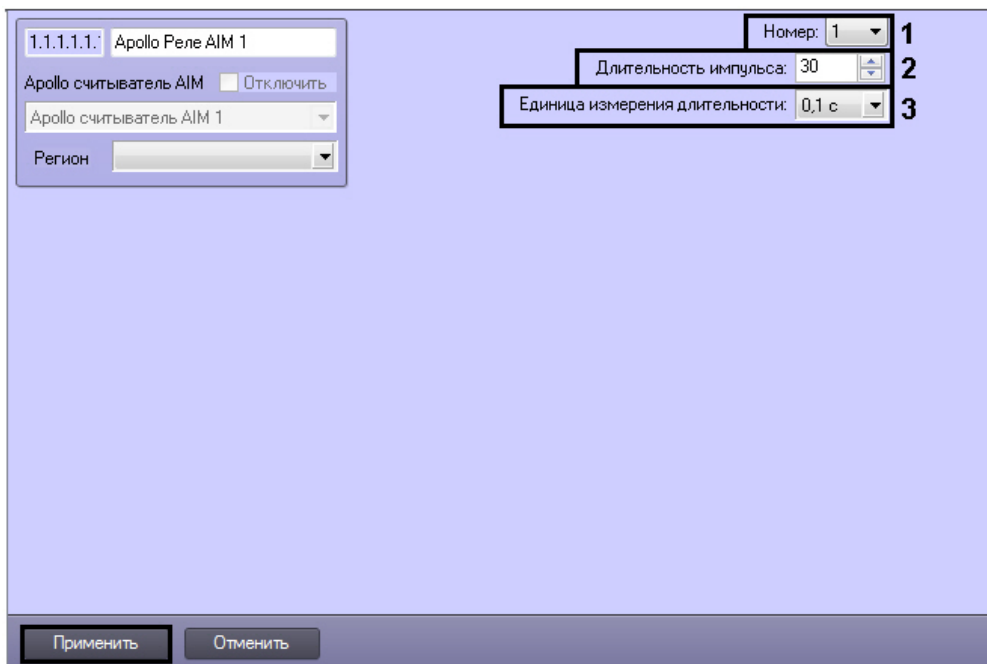 1.1.1.1.1.
Apollo Реле AIM 1
Номер: 1
1
Apollo считыватель AIM
Отключить
Длительность импульса: 30
2
Apollo считыватель AIM 1
Единица измерения длительности: 0,1 с
3
Регион
Применить
Отменить